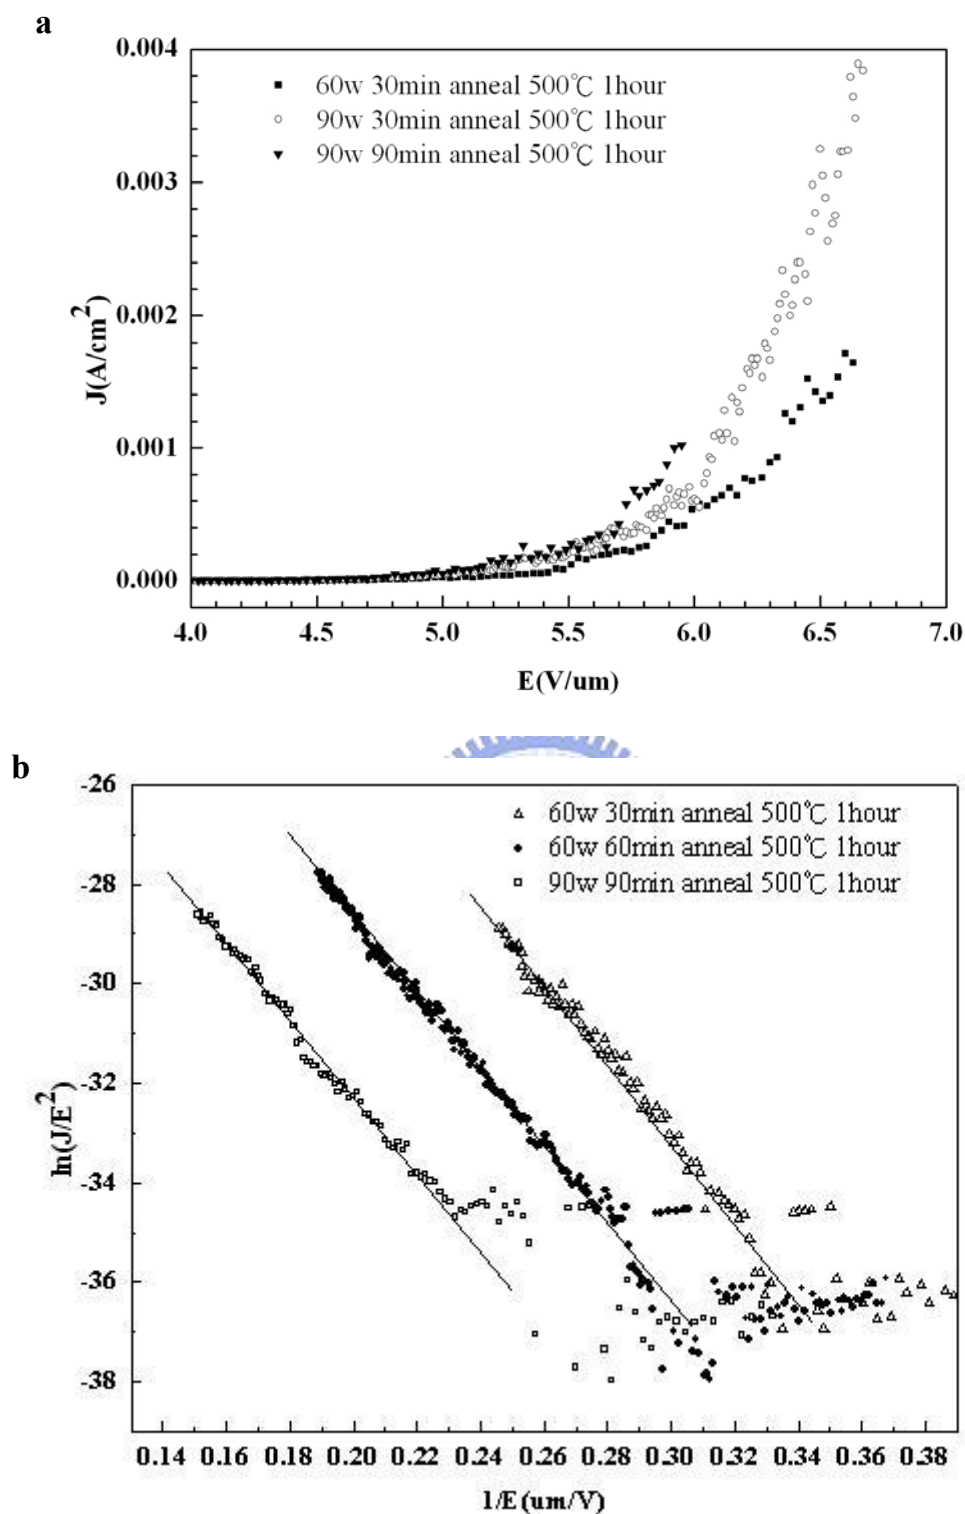 a
0.004
0.003
0.002
0.001
0.000
J(A/cm²)
60w 30min anneal 500℃ 1hour
90w 30min anneal 500℃ 1hour
90w 90min anneal 500℃ 1hour
4.0 4.5 5.0 5.5 6.0 6.5 7.0
E(V/um)
b
-26
-28
-30
-32
-34
-36
-38
ln(J/E²)
60w 30min anneal 500℃ 1hour
60w 60min anneal 500℃ 1hour
90w 90min anneal 500℃ 1hour
0.14 0.16 0.18 0.20 0.22 0.24 0.26 0.28 0.30 0.32 0.34 0.36 0.38
1/E(um/V)